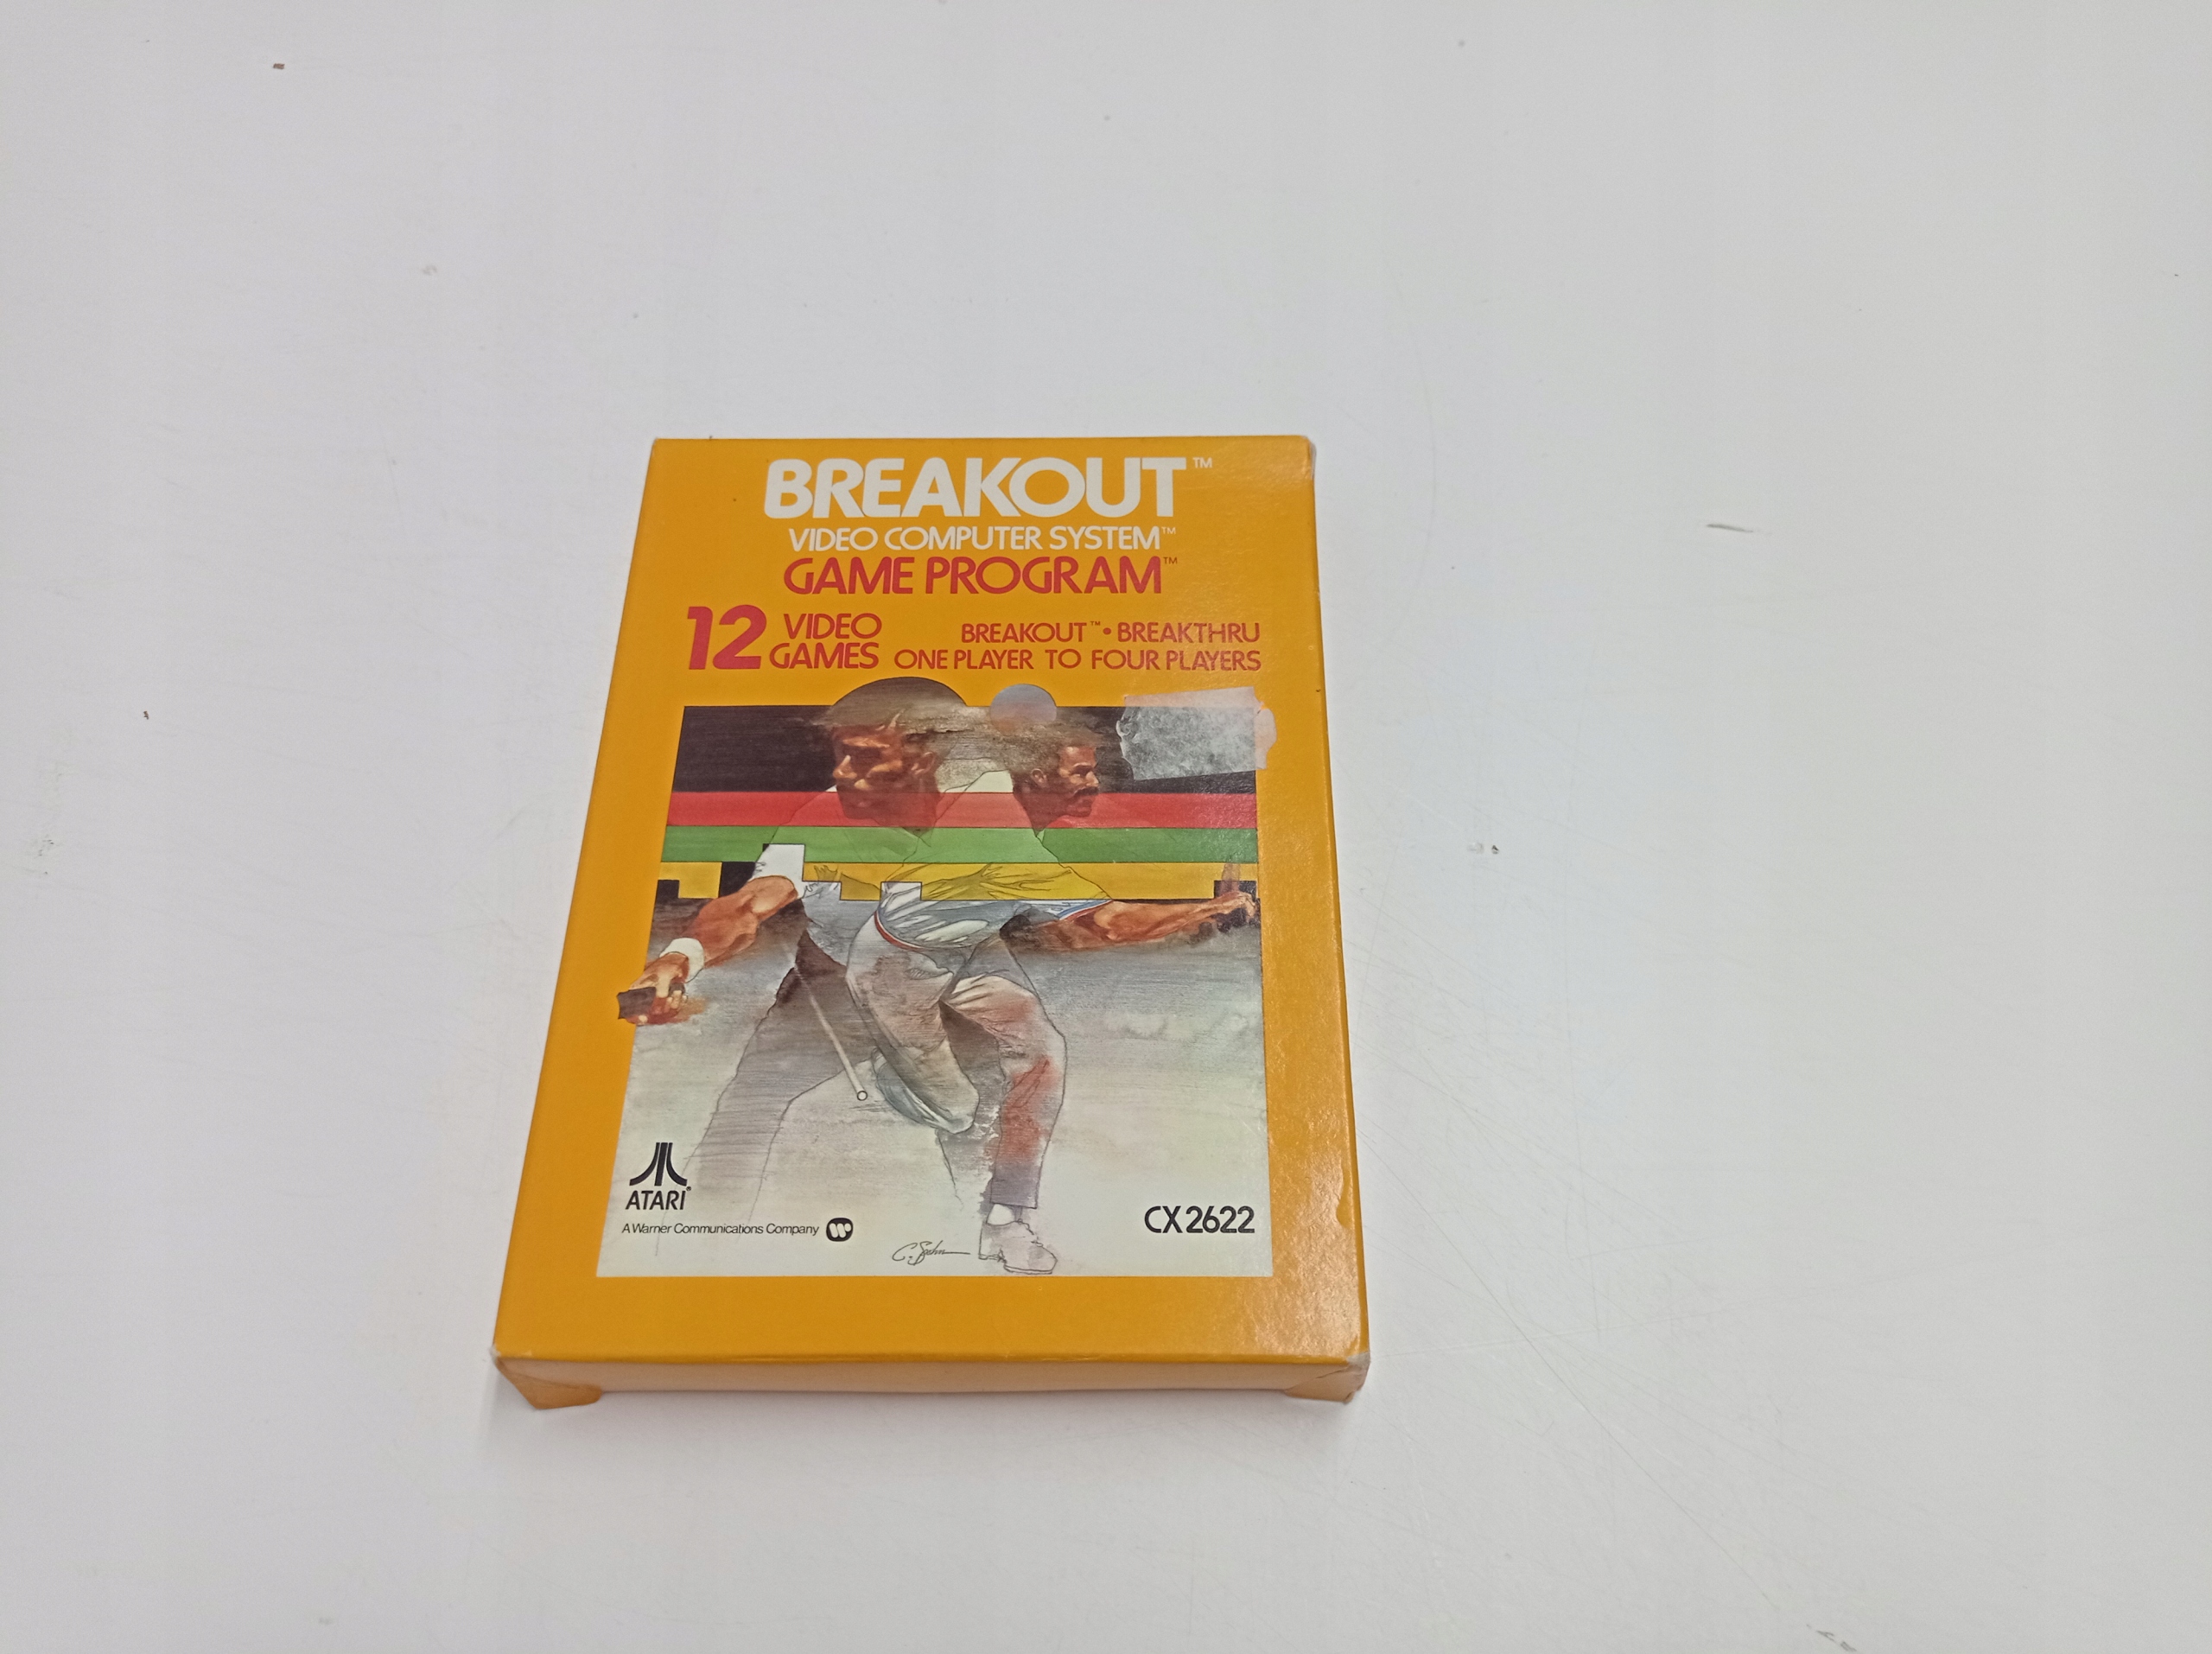 BREAKOUT™
VIDEO COMPUTER SYSTEM™
GAME PROGRAM™
12 VIDEO GAMES
BREAKOUT™ • BREAKTHRU
ONE PLAYER TO FOUR PLAYERS
ATARI®
A Warner Communications Company
CX2622